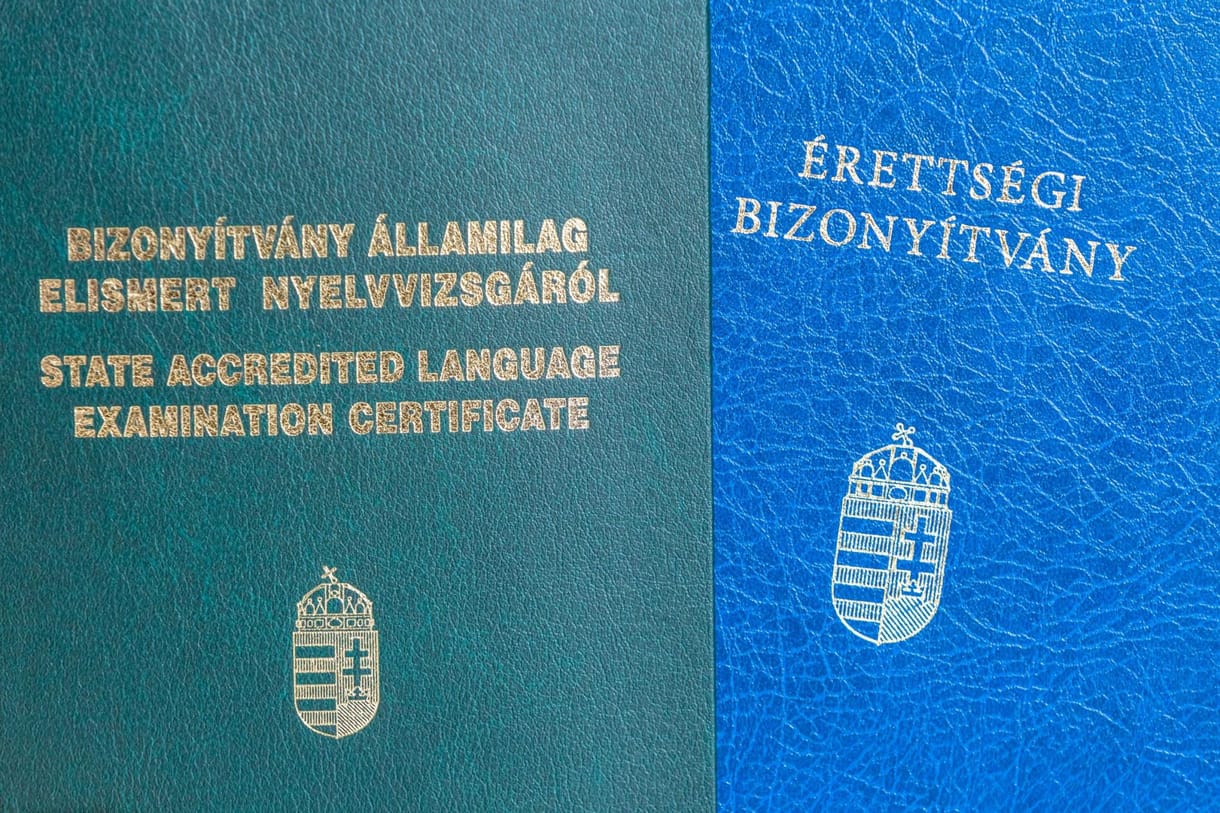 BIZONYÍTVÁNY ÁLLAMILAG
ELISMERT NYELVVIZSGÁRÓL
STATE ACCREDITED LANGUAGE
EXAMINATION CERTIFICATE
ÉRETTSÉGI
BIZONYÍTVÁNY